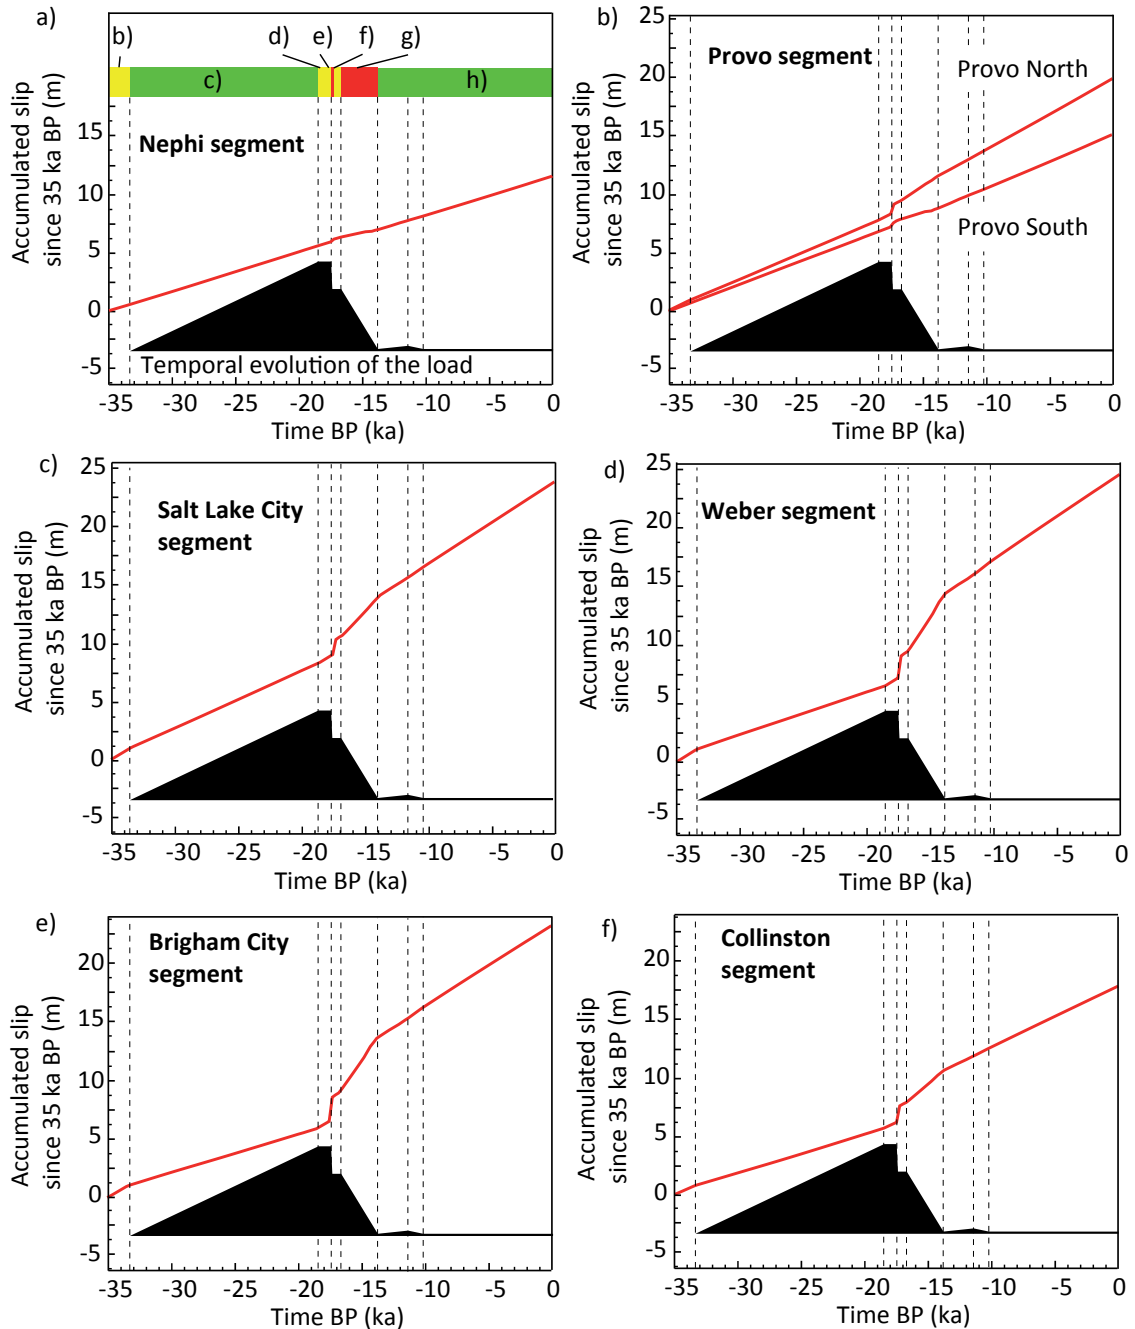 a)
b)
d)
e)
f)
g)
c)
h)
Nephi segment
Accumulated slip
since 35 ka BP (m)
15
10
5
0
-5
Temporal evolution of the load
-35 -30 -25 -20 -15 -10 -5 0
Time BP (ka)
b)
Provo segment
Provo North
Provo South
Accumulated slip
since 35 ka BP (m)
25
20
15
10
5
0
-5
-35 -30 -25 -20 -15 -10 -5 0
Time BP (ka)
c)
Salt Lake City
segment
Accumulated slip
since 35 ka BP (m)
25
20
15
10
5
0
-5
-35 -30 -25 -20 -15 -10 -5 0
Time BP (ka)
d)
Weber segment
Accumulated slip
since 35 ka BP (m)
25
20
15
10
5
0
-5
-35 -30 -25 -20 -15 -10 -5 0
Time BP (ka)
e)
Brigham City
segment
Accumulated slip
since 35 ka BP (m)
20
15
10
5
0
-5
-35 -30 -25 -20 -15 -10 -5 0
Time BP (ka)
f)
Collinston
segment
Accumulated slip
since 35 ka BP (m)
20
15
10
5
0
-5
-35 -30 -25 -20 -15 -10 -5 0
Time BP (ka)